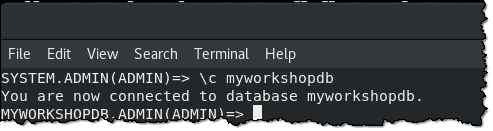 File Edit View Search Terminal Help
SYSTEM.ADMIN(ADMIN)=> \c myworkshopdb
You are now connected to database myworkshopdb.
MYWORKSHOPDB.ADMIN(ADMIN)=>